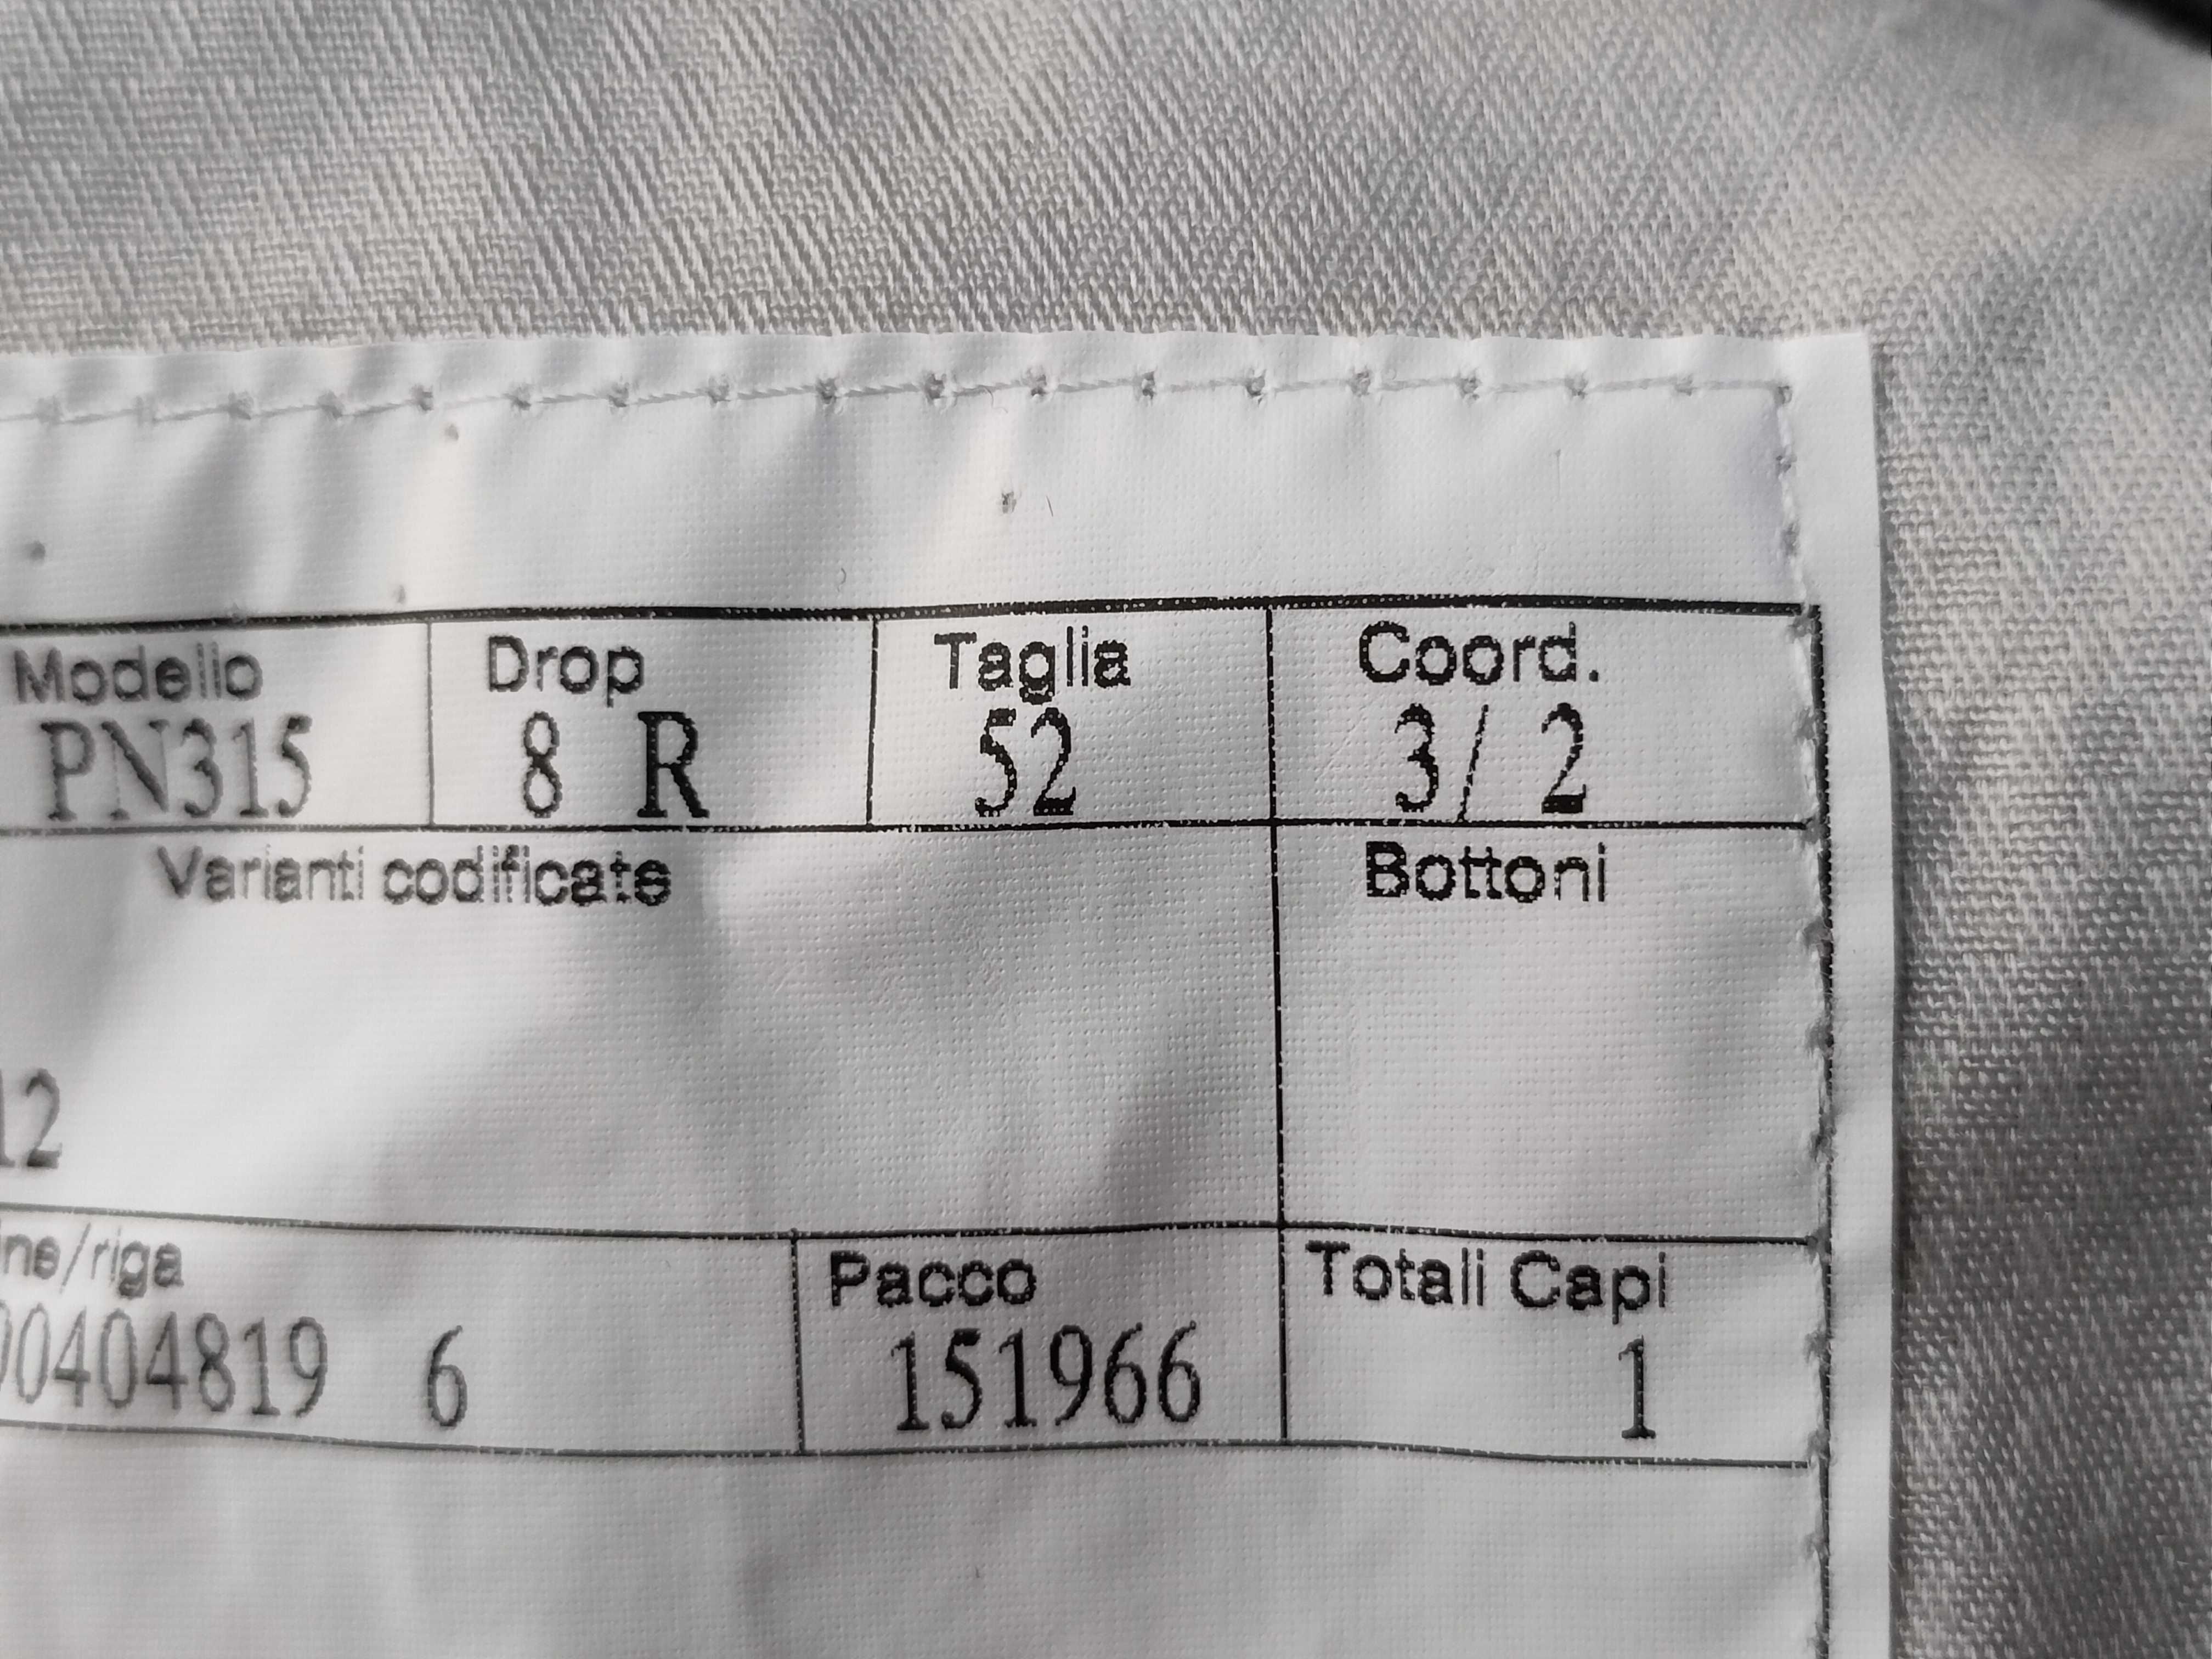 Modello Drop Taglia Coord.
PN315 8 R 52 3/ 2
Varianti codificate Bottoni
12
ine/riga Pacco Totali Capi
00404819 6 151966 1